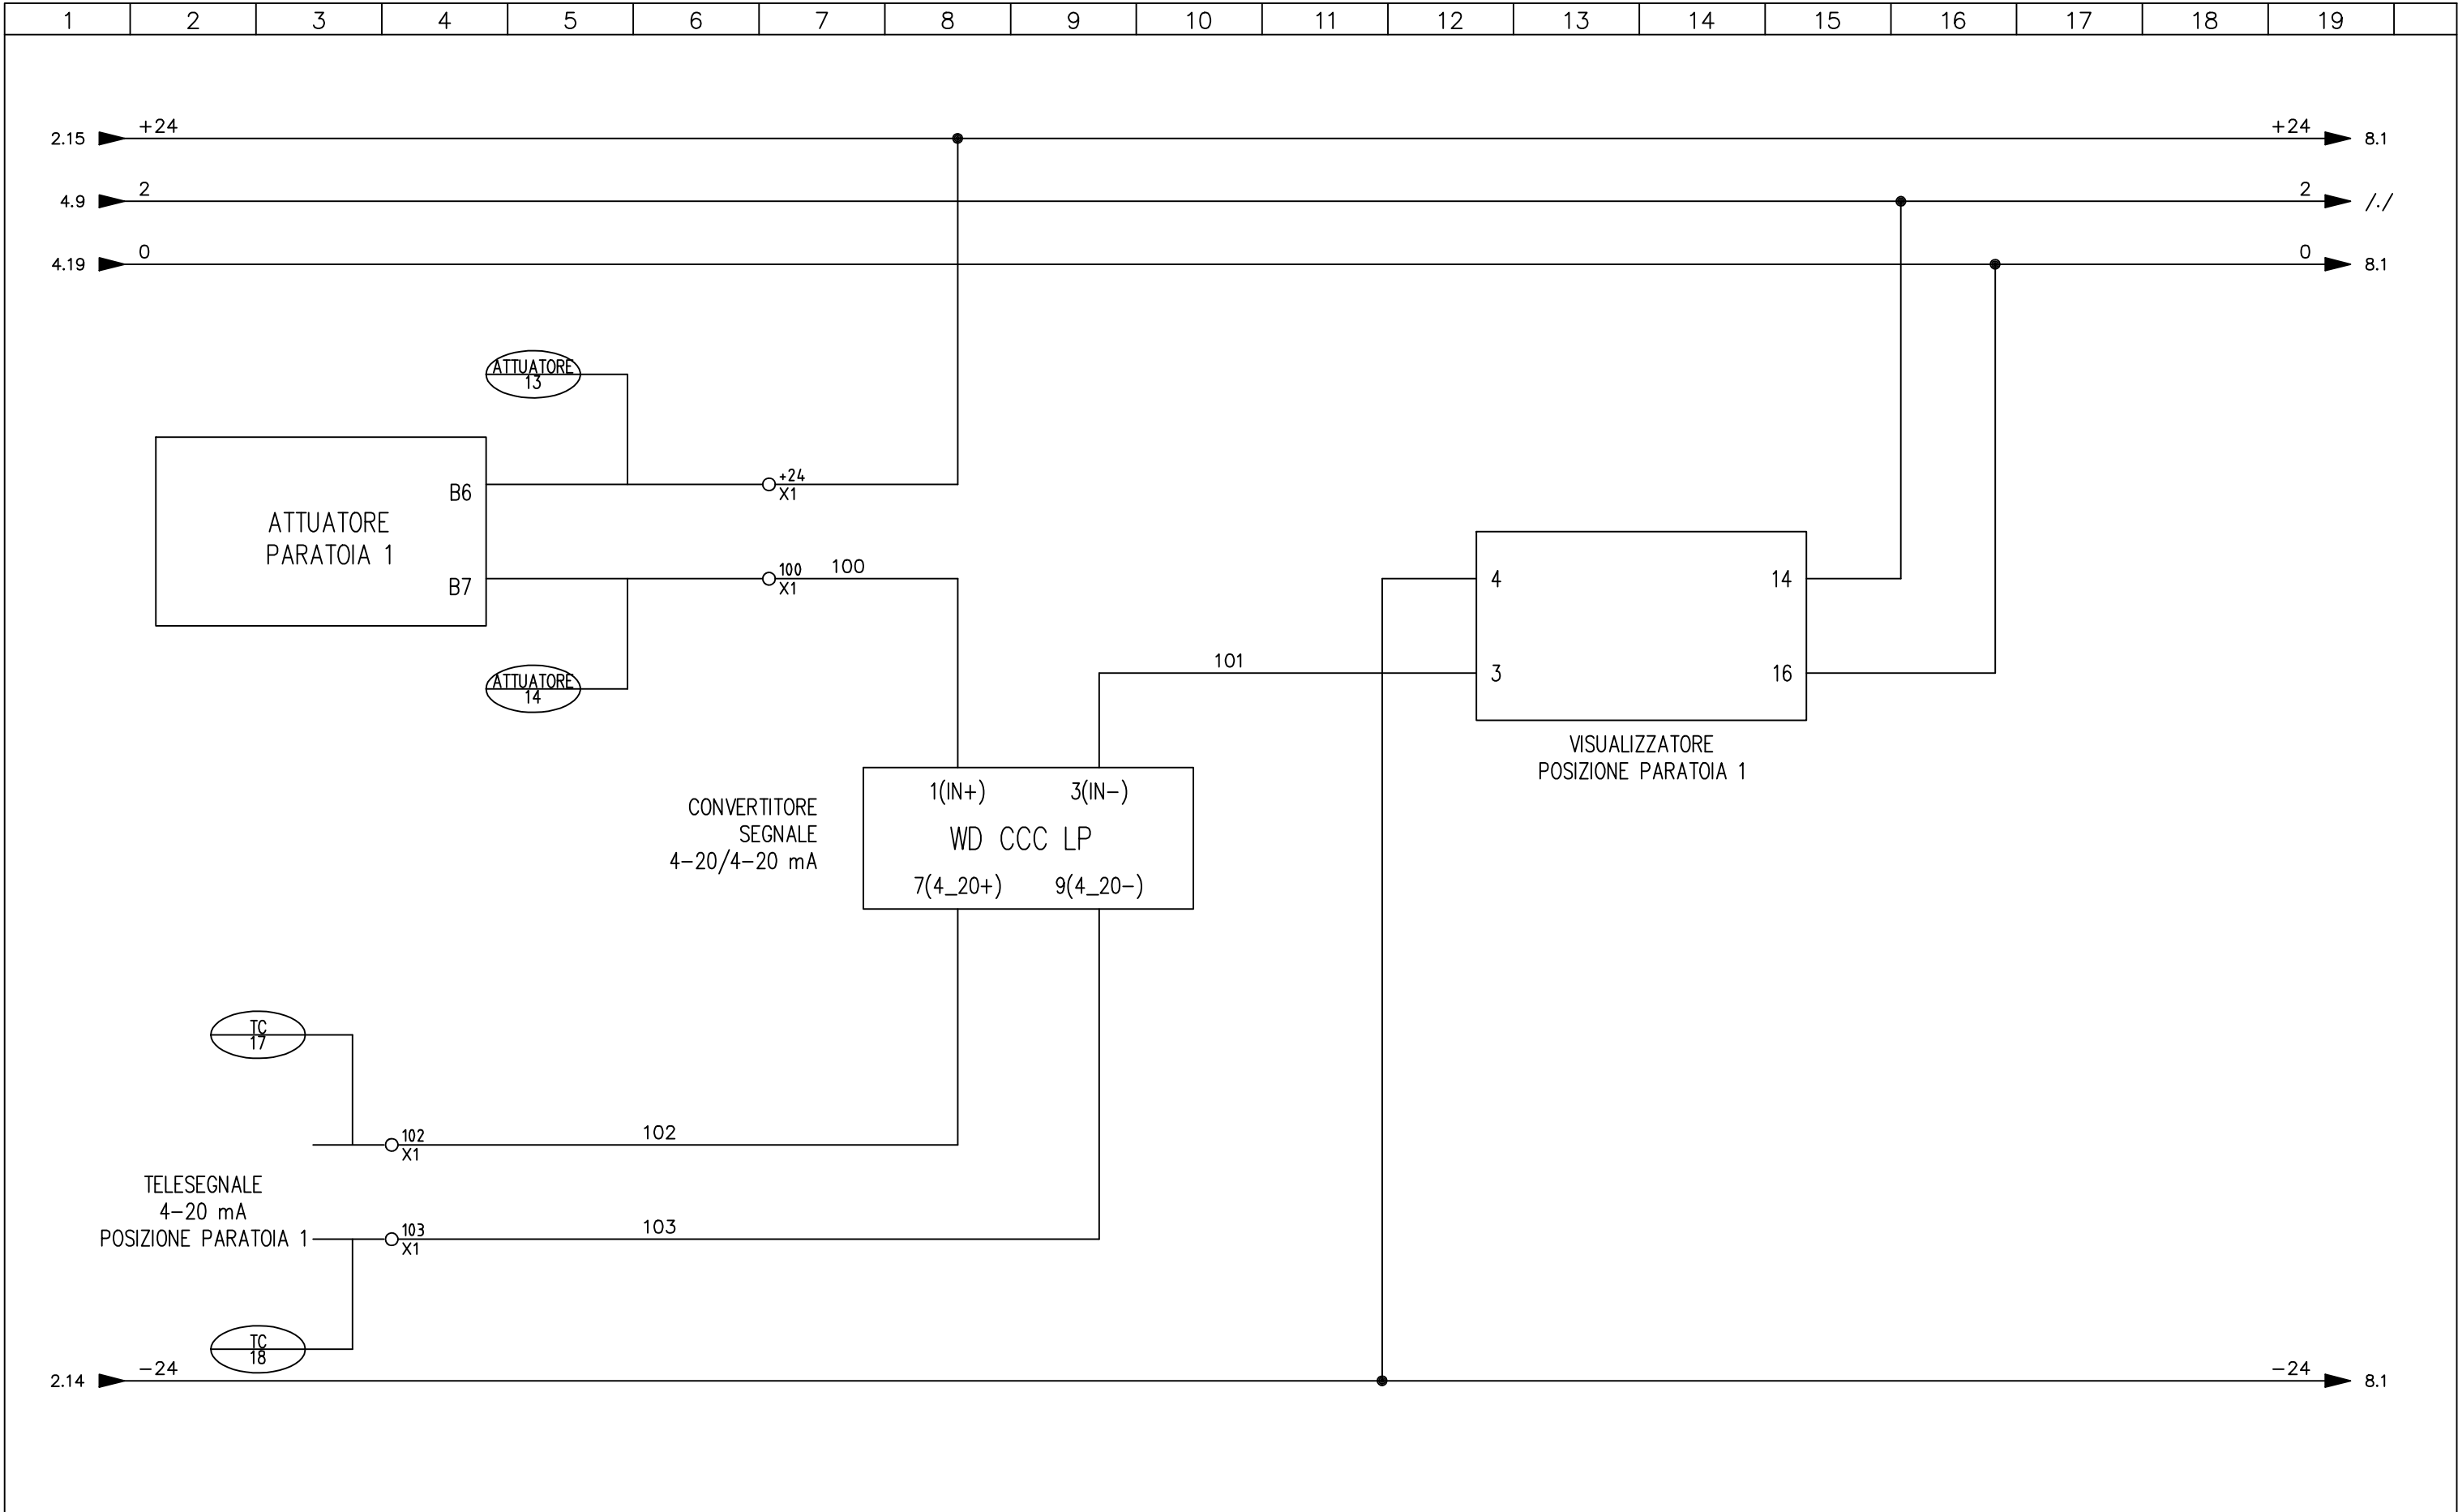 1 2 3 4 5 6 7 8 9 10 11 12 13 14 15 16 17 18 19
+24 +24
2.15 8.1
2 2
4.9 /./
0 0
4.19 8.1
ATTUATORE
13
+24
X1
B6
ATTUATORE
PARATOIA 1
B7
100 100
X1
4 14
3 16
101
ATTUATORE
14
VISUALIZZATORE
POSIZIONE PARATOIA 1
1(IN+) 3(IN-)
WD CCC LP
7(4_20+) 9(4_20-)
CONVERTITORE
SEGNALE
4-20/4-20 mA
TC
17
102 102
X1
TELESEGNALE
4-20 mA
POSIZIONE PARATOIA 1
103 103
X1
TC
18
-24 -24
2.14 8.1